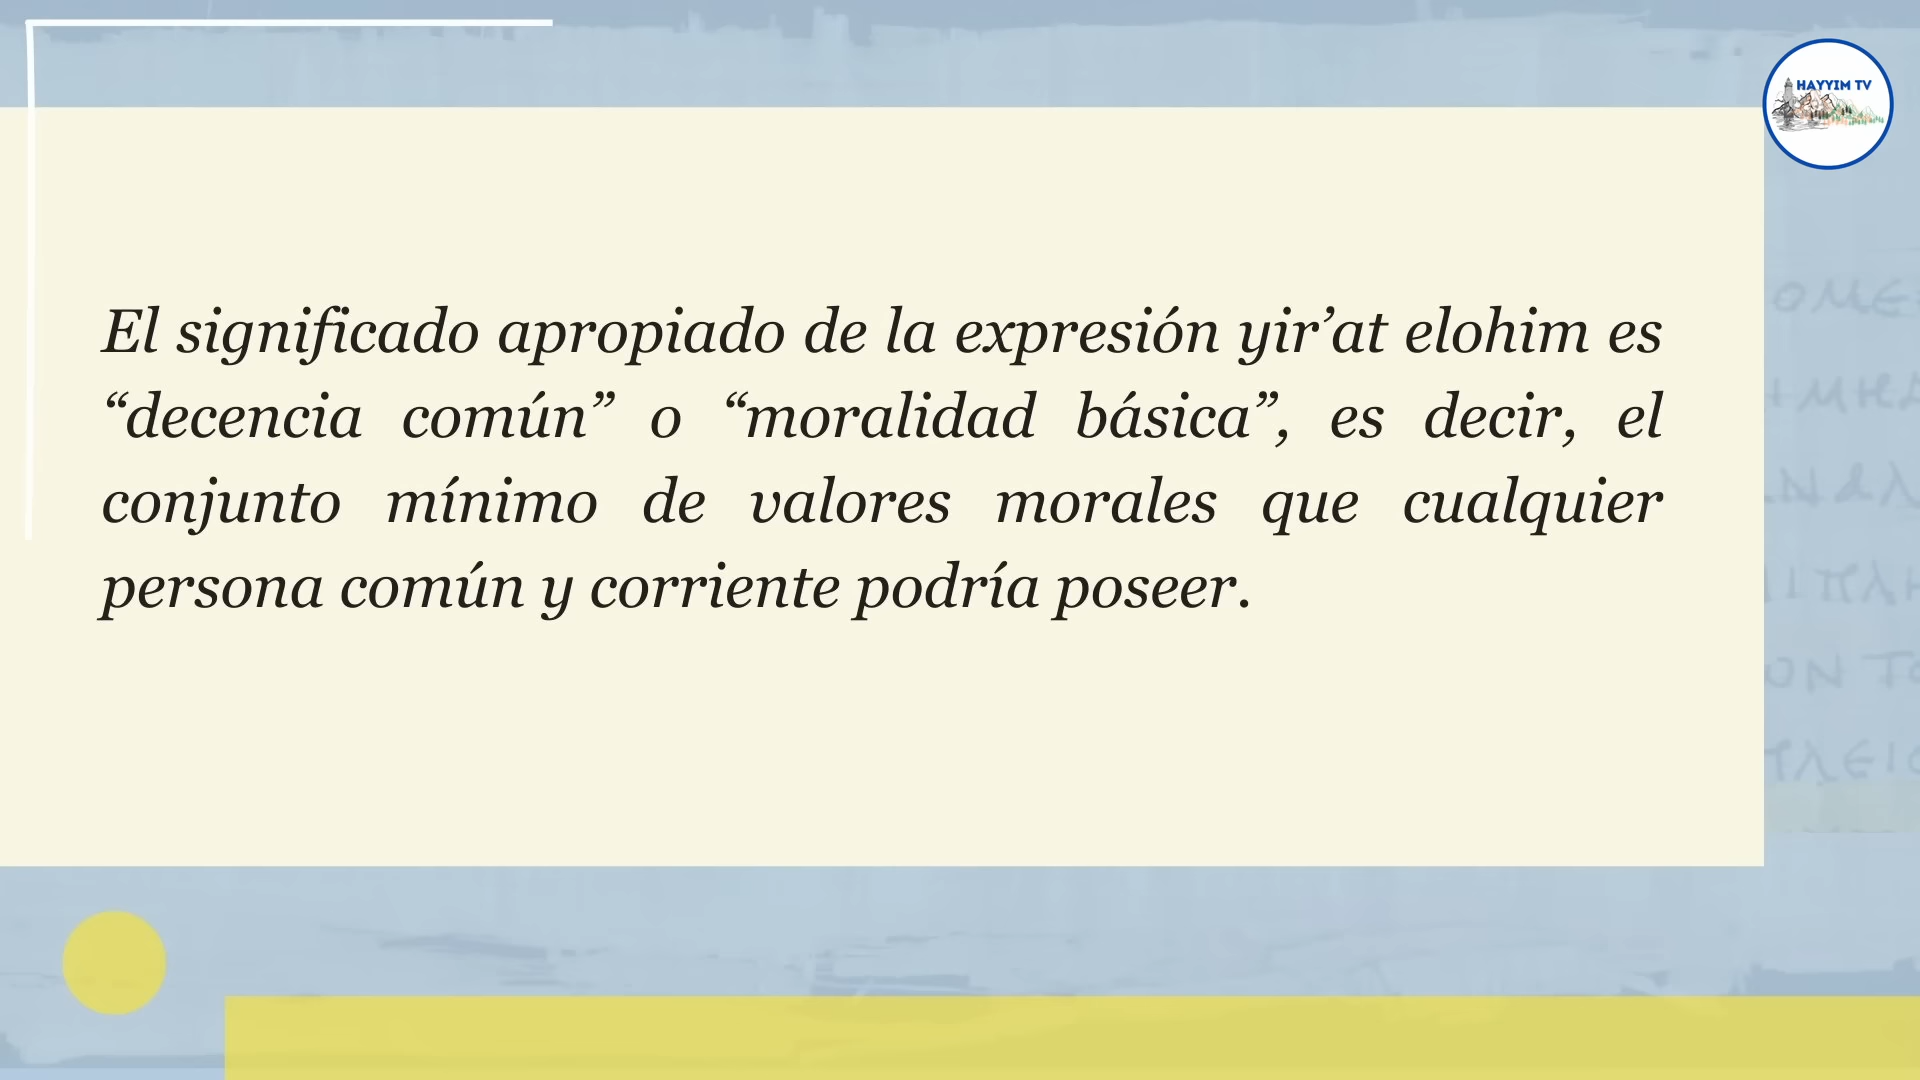 HAYYIM TV
El significado apropiado de la expresión yir’at elohim es
“decencia común” o “moralidad básica”, es decir, el
conjunto mínimo de valores morales que cualquier
persona común y corriente podría poseer.